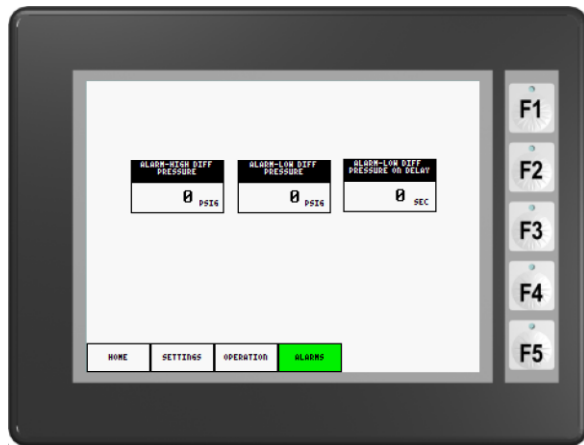 F1
ALARM-HIGH DIFF
PRESSURE
0 PSIG
ALARM-LOW DIFF
PRESSURE
0 PSIG
ALARM-LOW DIFF
PRESSURE ON DELAY
0 SEC
F2
F3
F4
HOME
SETTINGS
OPERATION
ALARMS
F5